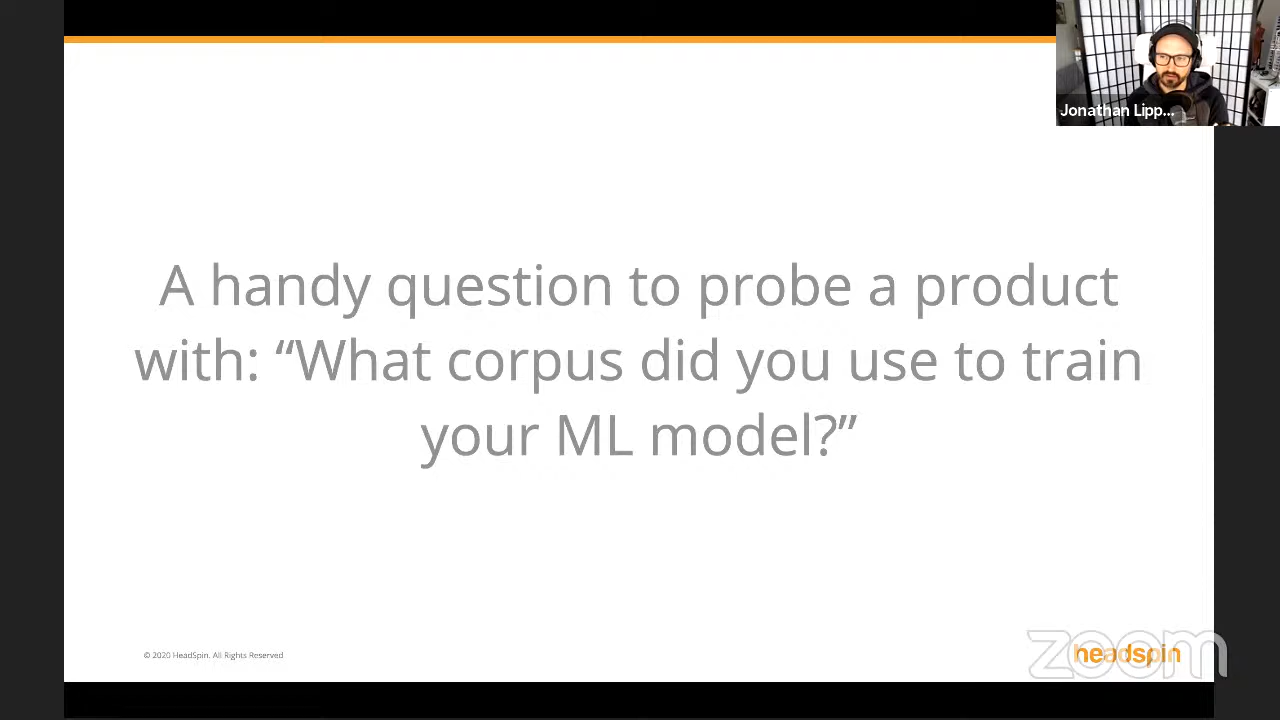 Jonathan Lipp...
A handy question to probe a product
with: “What corpus did you use to train
your ML model?”
© 2020 HeadSpin. All Rights Reserved
headspin
zoom